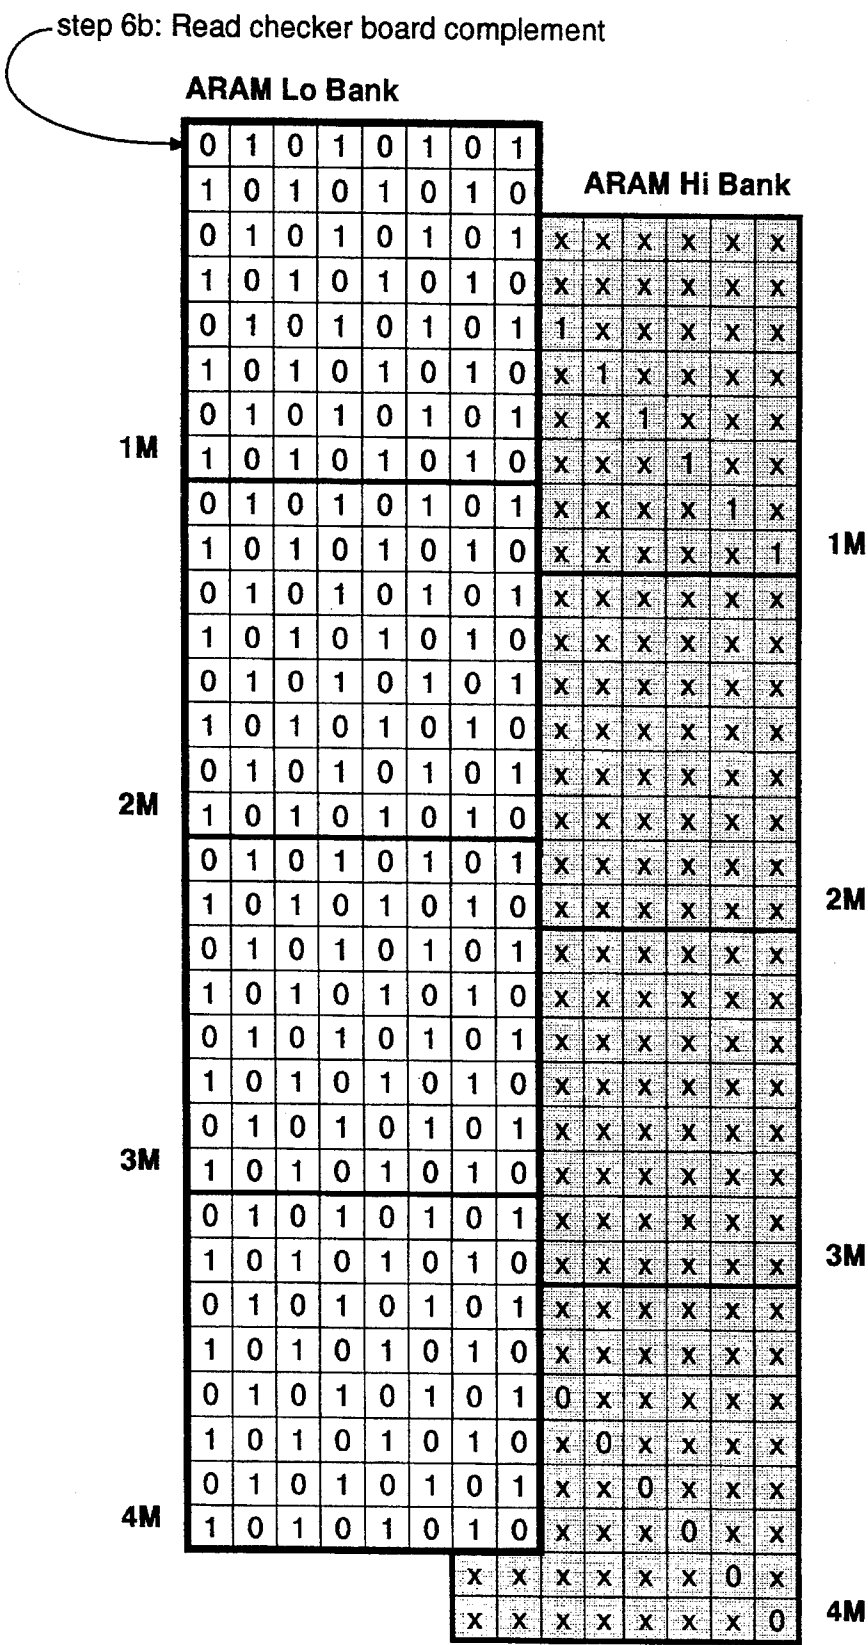 step 6b: Read checker board complement
ARAM Lo Bank
0 1 0 1 0 1 0 1
1 0 1 0 1 0 1 0 ARAM Hi Bank
0 1 0 1 0 1 0 1 x x x x x x
1 0 1 0 1 0 1 0 x x x x x x
0 1 0 1 0 1 0 1 1 x x x x x
1 0 1 0 1 0 1 0 x 1 x x x x
0 1 0 1 0 1 0 1 x x 1 x x x
1M 1 0 1 0 1 0 1 0 x x x 1 x x
0 1 0 1 0 1 0 1 x x x x 1 x
1 0 1 0 1 0 1 0 x x x x x 1 1M
0 1 0 1 0 1 0 1 x x x x x x
1 0 1 0 1 0 1 0 x x x x x x
0 1 0 1 0 1 0 1 x x x x x x
1 0 1 0 1 0 1 0 x x x x x x
0 1 0 1 0 1 0 1 x x x x x x
2M 1 0 1 0 1 0 1 0 x x x x x x
0 1 0 1 0 1 0 1 x x x x x x
1 0 1 0 1 0 1 0 x x x x x x 2M
0 1 0 1 0 1 0 1 x x x x x x
1 0 1 0 1 0 1 0 x x x x x x
0 1 0 1 0 1 0 1 x x x x x x
1 0 1 0 1 0 1 0 x x x x x x
0 1 0 1 0 1 0 1 x x x x x x
3M 1 0 1 0 1 0 1 0 x x x x x x
0 1 0 1 0 1 0 1 x x x x x x
1 0 1 0 1 0 1 0 x x x x x x 3M
0 1 0 1 0 1 0 1 x x x x x x
1 0 1 0 1 0 1 0 x x x x x x
0 1 0 1 0 1 0 1 0 x x x x x
1 0 1 0 1 0 1 0 x 0 x x x x
0 1 0 1 0 1 0 1 x x 0 x x x
4M 1 0 1 0 1 0 1 0 x x x 0 x x
x x x x x x 0 x
x x x x x x x 0 4M